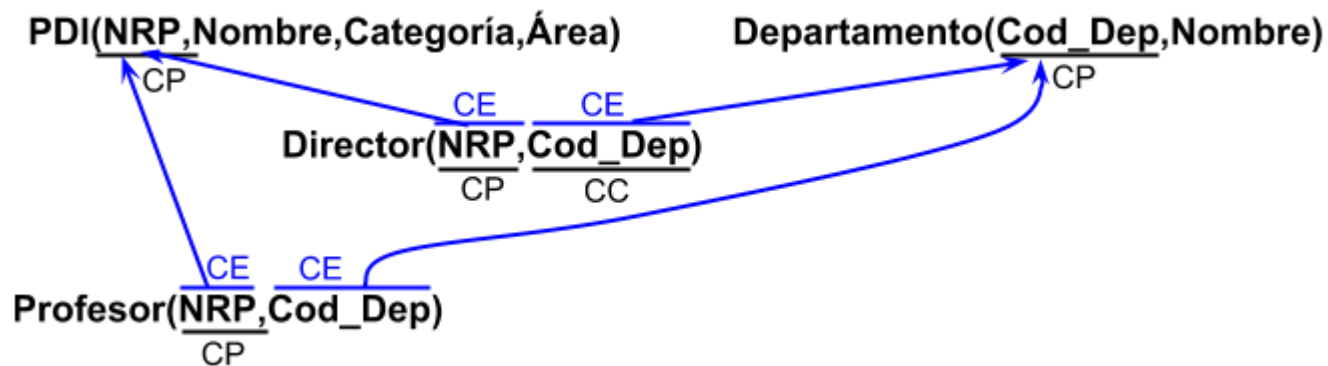 PDI(NRP,Nombre,Categoría,Área) Departamento(Cod_Dep,Nombre)
CP CP
CE CE
Director(NRP,Cod_Dep)
CP CC
CE CE
Profesor(NRP,Cod_Dep)
CP